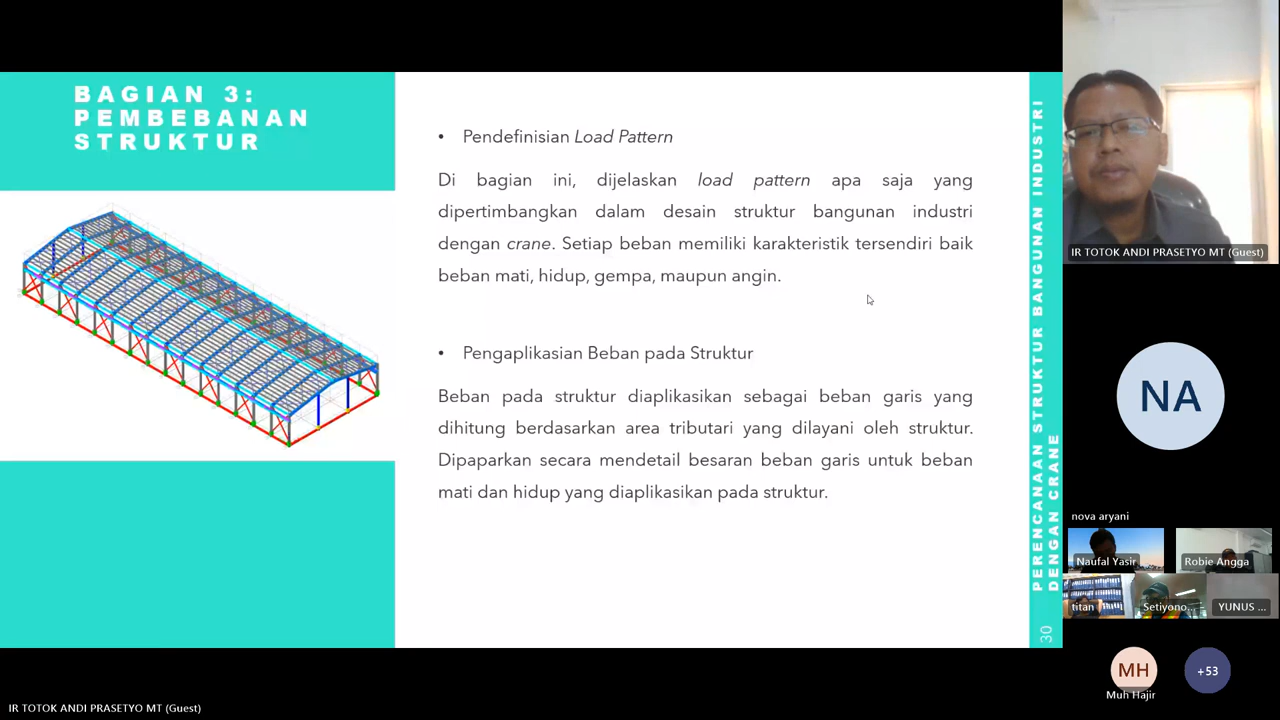 BAGIAN 3:
PEMBEBANAN
STRUKTUR
• Pendefinisian Load Pattern
Di bagian ini, dijelaskan load pattern apa saja yang
dipertimbangkan dalam desain struktur bangunan industri
dengan crane. Setiap beban memiliki karakteristik tersendiri baik
beban mati, hidup, gempa, maupun angin.
• Pengaplikasian Beban pada Struktur
Beban pada struktur diaplikasikan sebagai beban garis yang
dihitung berdasarkan area tributari yang dilayani oleh struktur.
Dipaparkan secara mendetail besaran beban garis untuk beban
mati dan hidup yang diaplikasikan pada struktur.
PERENCANAAN STRUKTUR BANGUNAN INDUSTRI
DENGAN CRANE
30
IR TOTOK ANDI PRASETYO MT (Guest)
NA
nova aryani
Naufal Yasir
Robie Angga
titan
Setiyono...
YUNUS ...
MH
Muh Hajir
+53
IR TOTOK ANDI PRASETYO MT (Guest)